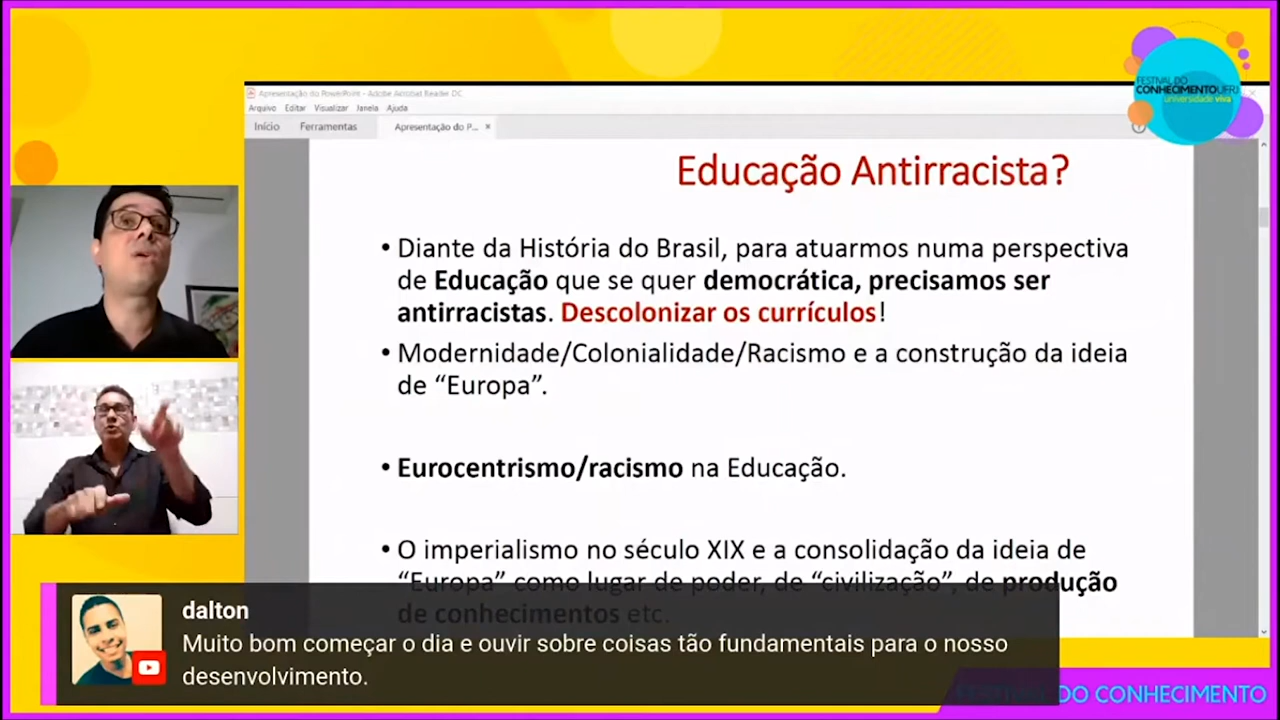 FESTIVAL DO
CONHECIMENTO UFRJ
universidade viva
Apresentação do PowerPoint - Adobe Acrobat Reader DC
Arquivo Editar Visualizar Janela Ajuda
Início Ferramentas Apresentação do P... ×
Educação Antirracista?
• Diante da História do Brasil, para atuarmos numa perspectiva
de Educação que se quer democrática, precisamos ser
antirracistas. Descolonizar os currículos!
• Modernidade/Colonialidade/Racismo e a construção da ideia
de “Europa”.
• Eurocentrismo/racismo na Educação.
• O imperialismo no século XIX e a consolidação da ideia de
“Europa” como lugar de poder, de “civilização”, de produção
de conhecimentos etc.
dalton
Muito bom começar o dia e ouvir sobre coisas tão fundamentais para o nosso
desenvolvimento.
FESTIVAL DO CONHECIMENTO